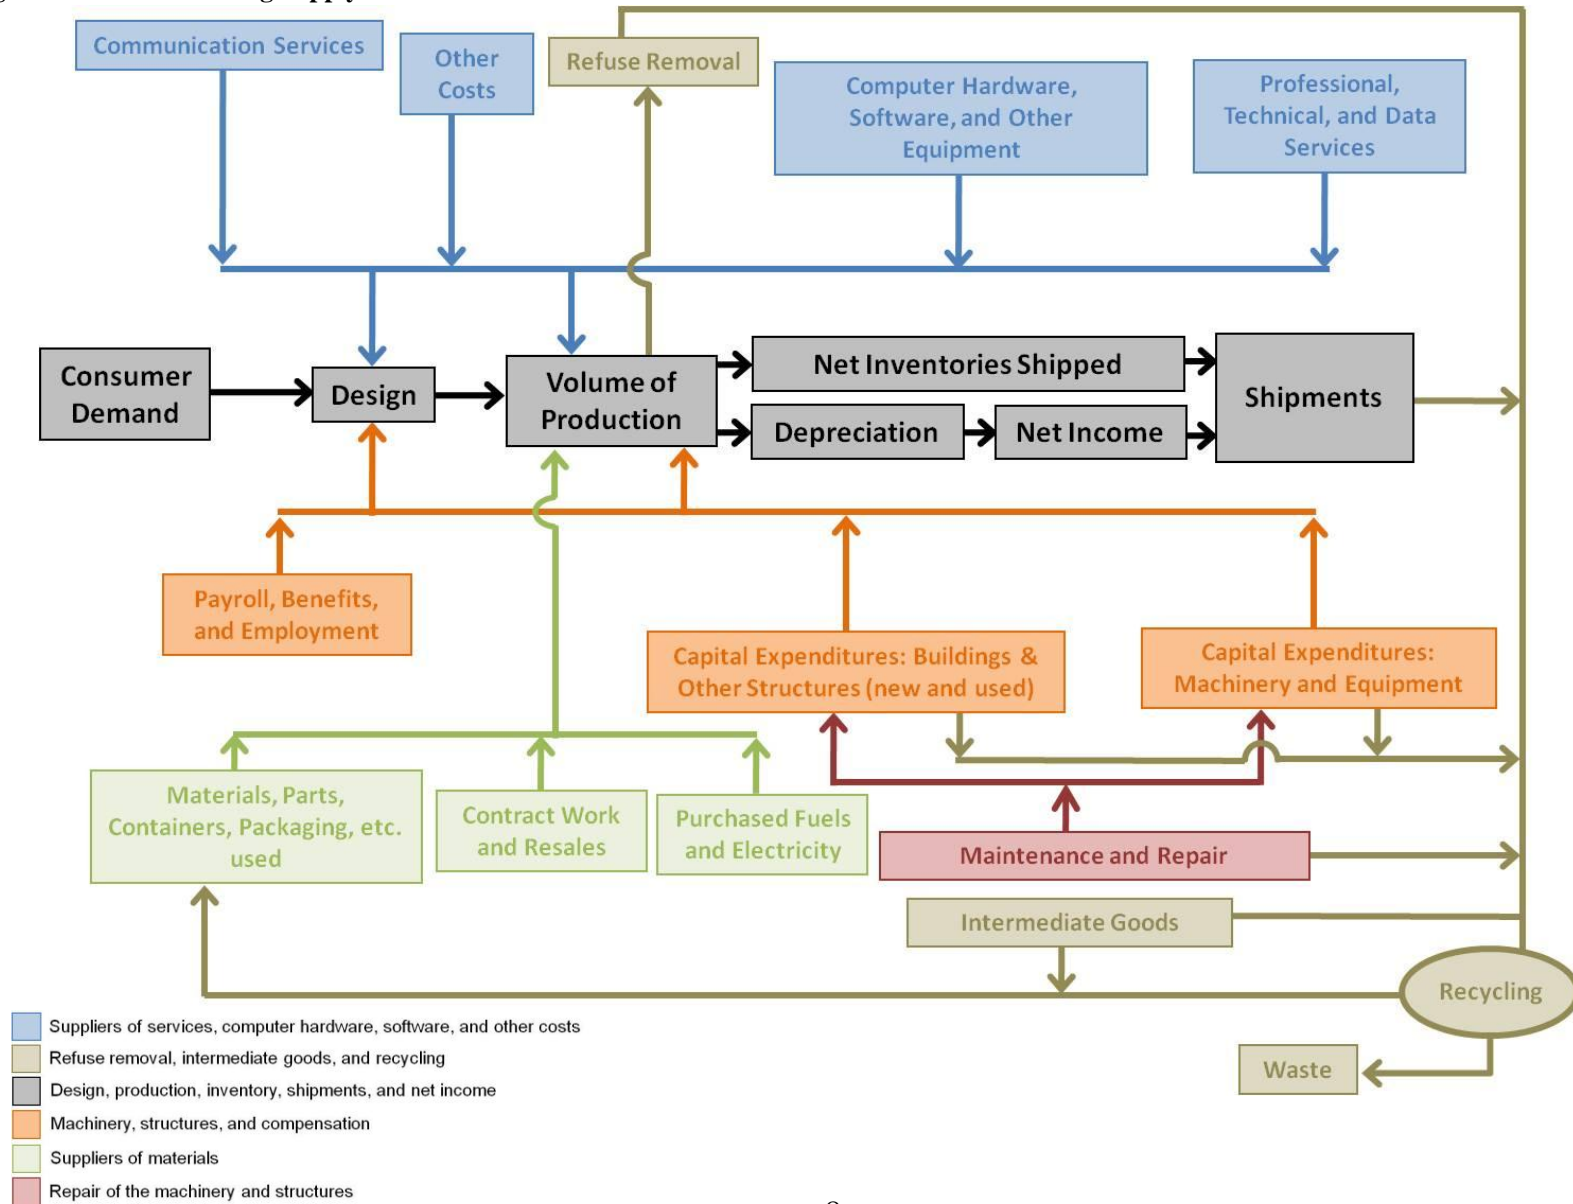 Communication Services
Other
Costs
Refuse Removal
Computer Hardware,
Software, and Other
Equipment
Professional,
Technical, and Data
Services
Consumer
Demand
Design
Volume of
Production
Net Inventories Shipped
Depreciation
Net Income
Shipments
Payroll, Benefits,
and Employment
Capital Expenditures: Buildings &
Other Structures (new and used)
Capital Expenditures:
Machinery and Equipment
Materials, Parts,
Containers, Packaging, etc.
used
Contract Work
and Resales
Purchased Fuels
and Electricity
Maintenance and Repair
Intermediate Goods
Recycling
Waste
Suppliers of services, computer hardware, software, and other costs
Refuse removal, intermediate goods, and recycling
Design, production, inventory, shipments, and net income
Machinery, structures, and compensation
Suppliers of materials
Repair of the machinery and structures